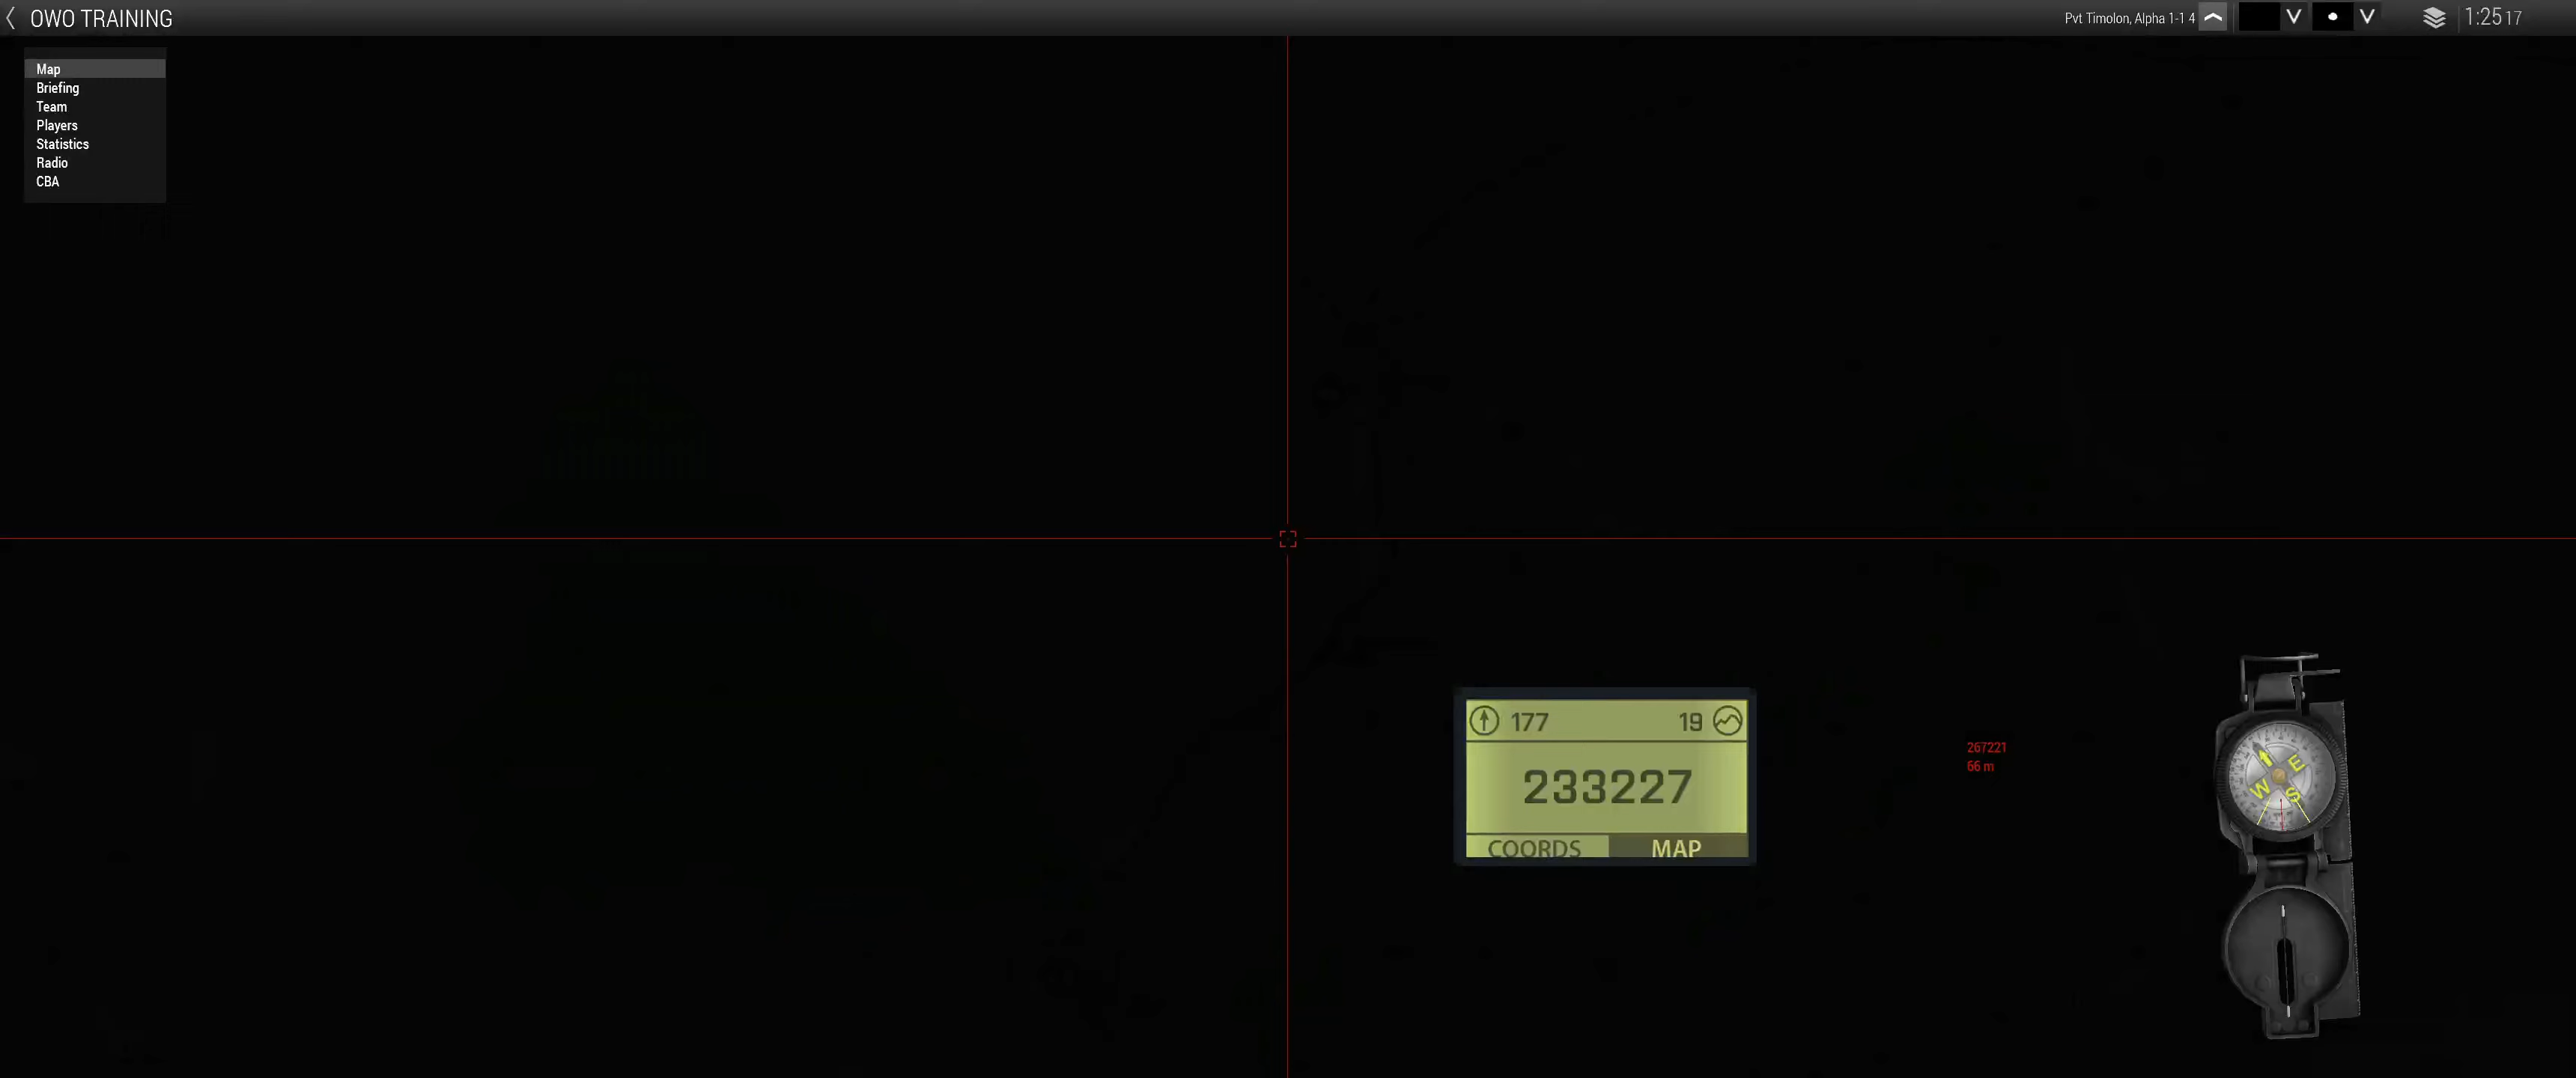 OWO TRAINING
Pvt Timolon, Alpha 1-1 4
1:25 17
Map
Briefing
Team
Players
Statistics
Radio
CBA
177
19
233227
COORDS
MAP
267221
66 m
E
W
S